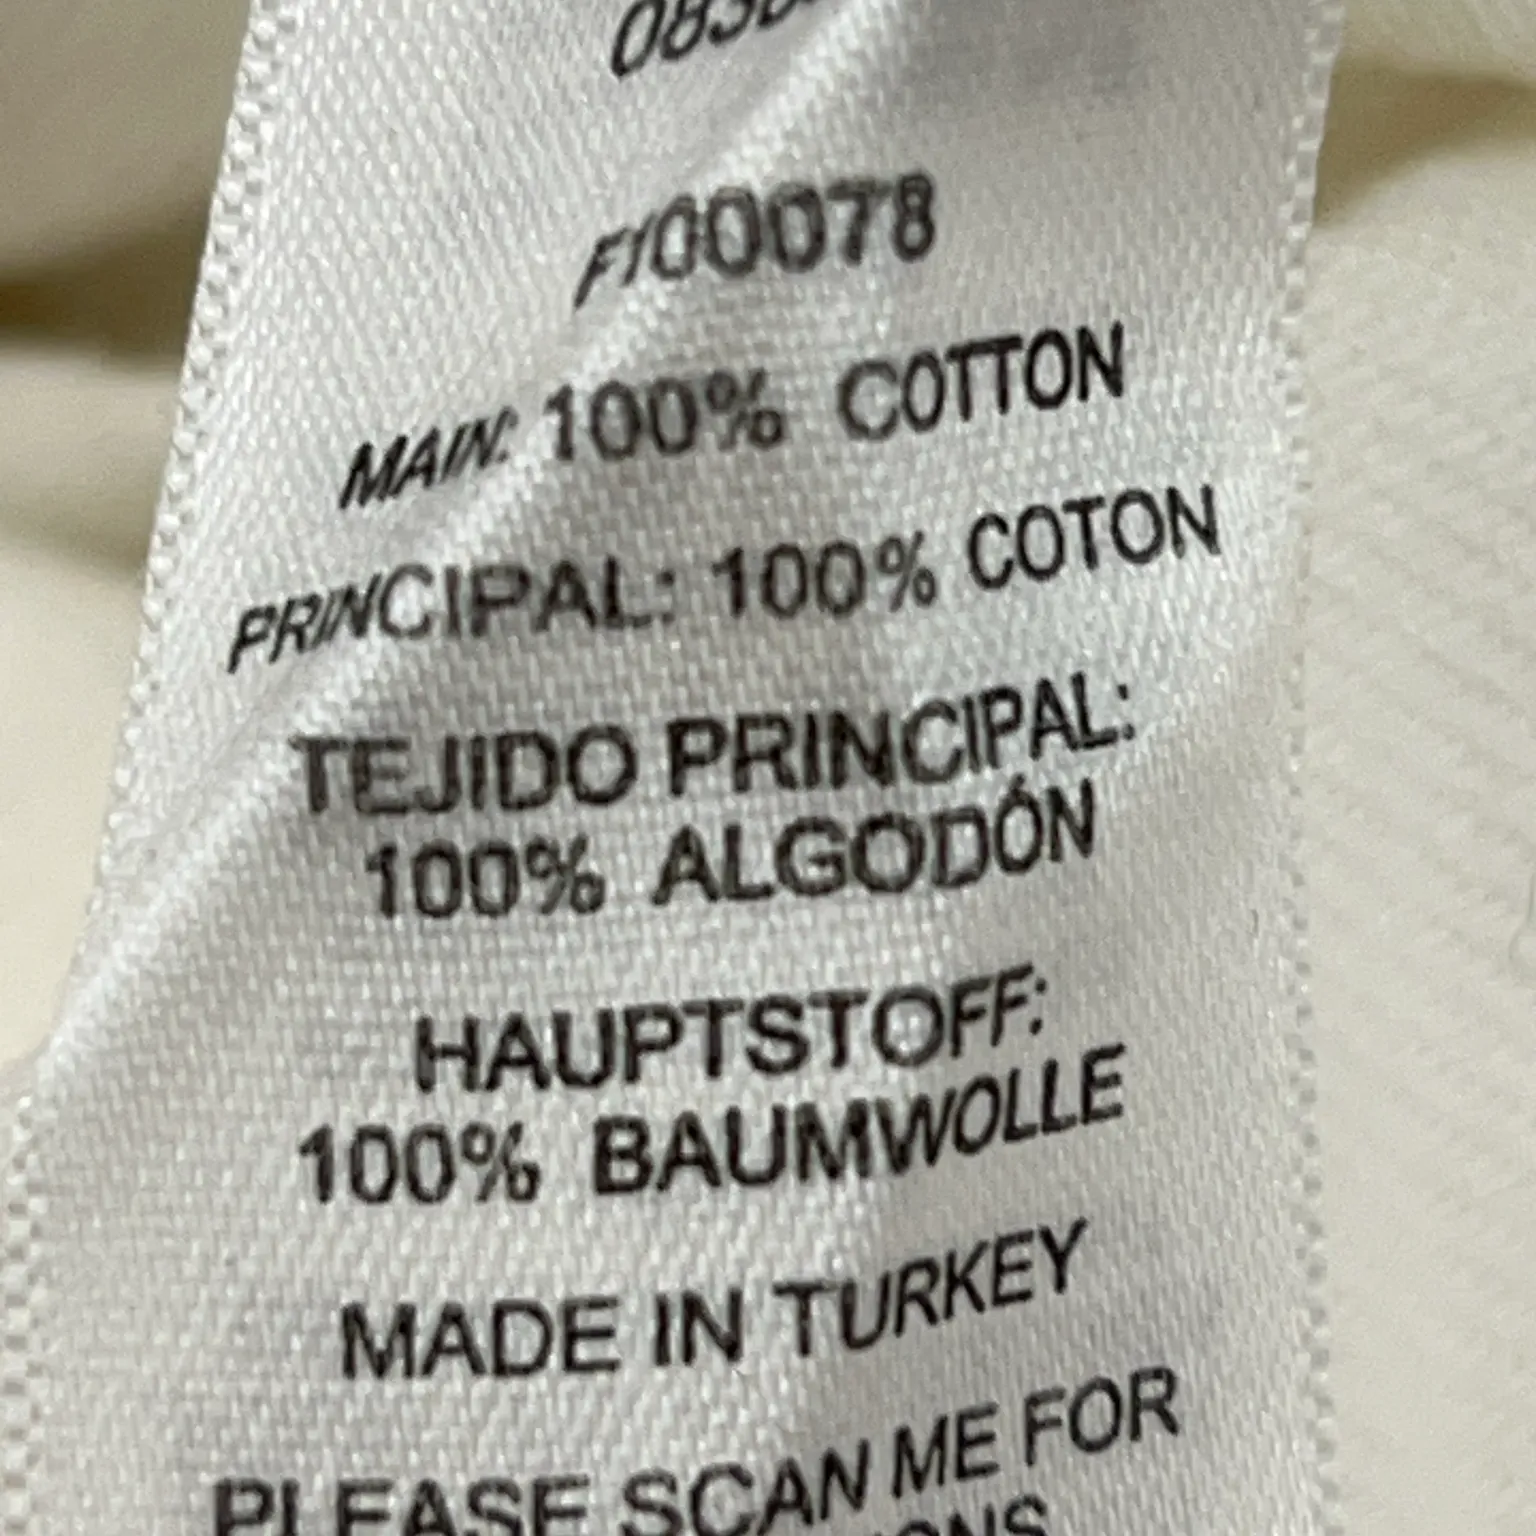 FI00078
MAIN: 100% COTTON
PRINCIPAL: 100% COTON
TEJIDO PRINCIPAL:
100% ALGODÓN
HAUPTSTOFF:
100% BAUMWOLLE
MADE IN TURKEY
PLEASE SCAN ME FOR